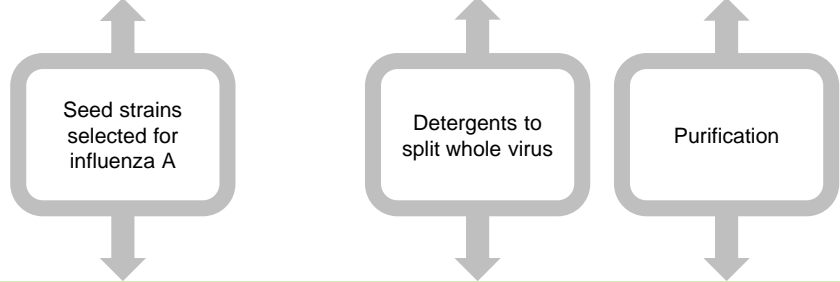 Seed strains
selected for
influenza A
Detergents to
split whole virus
Purification